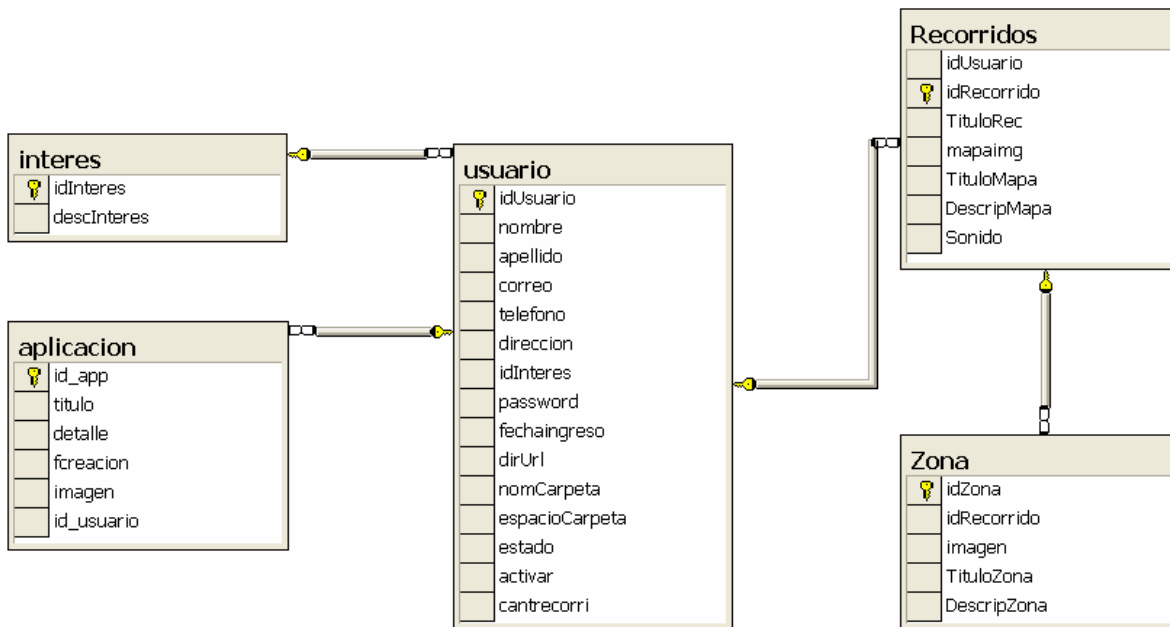 interes
idInteres
descInteres
aplicacion
id_app
titulo
detalle
fcreacion
imagen
id_usuario
usuario
idUsuario
nombre
apellido
correo
telefono
direccion
idInteres
password
fechaingreso
dirUrl
nomCarpeta
espacioCarpeta
estado
activar
cantrecorri
Recorridos
idUsuario
idRecorrido
TituloRec
mapaimg
TituloMapa
DescripMapa
Sonido
Zona
idZona
idRecorrido
imagen
TituloZona
DescripZona